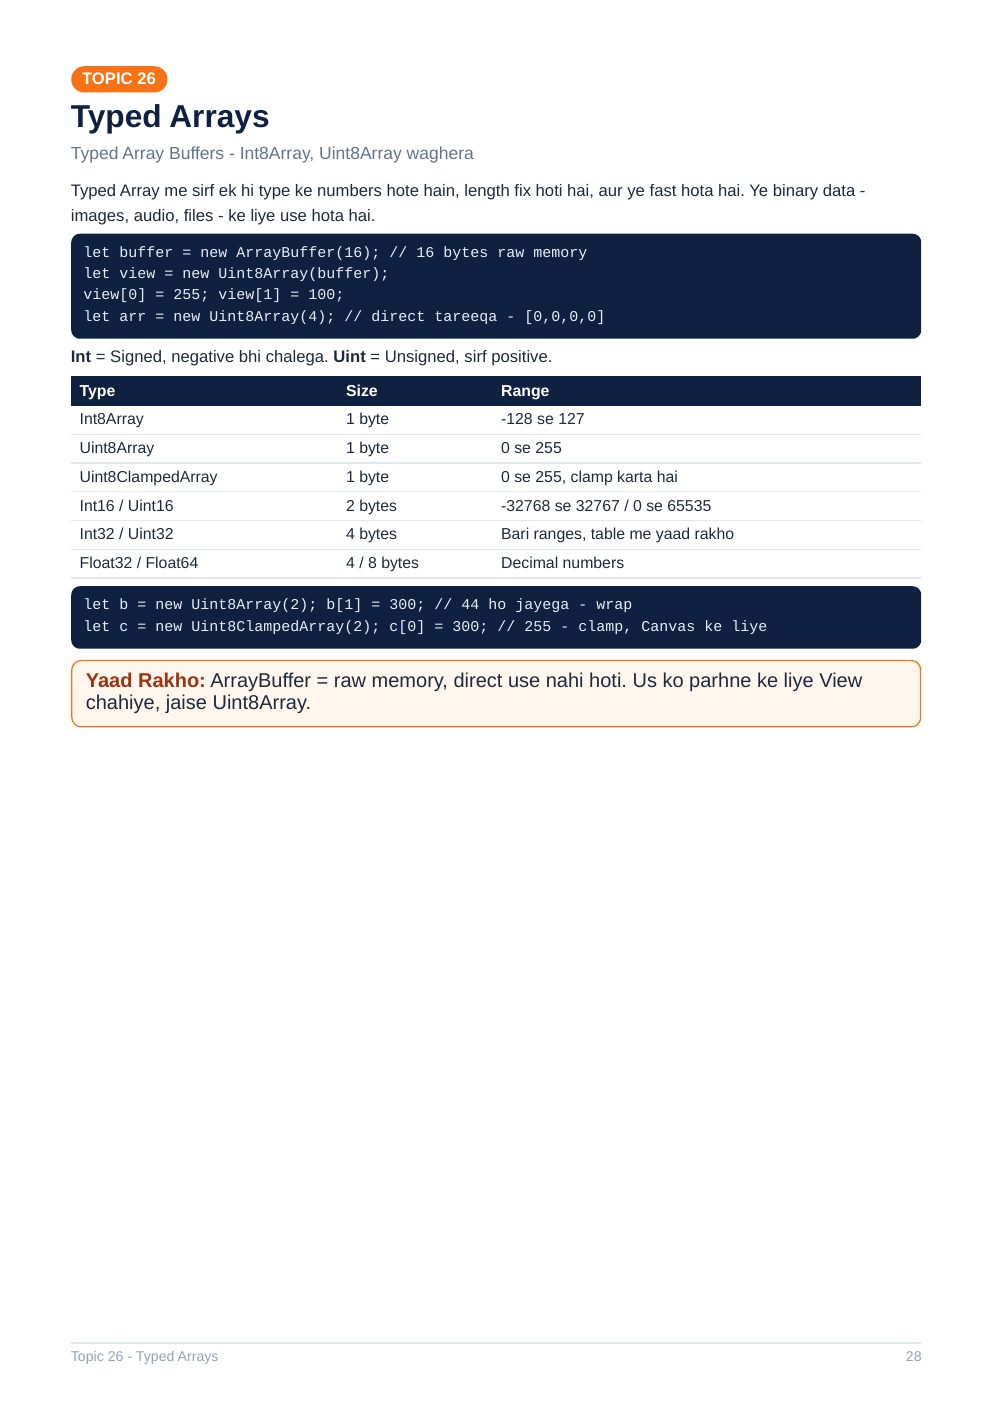 TOPIC 26
Typed Arrays
Typed Array Buffers - Int8Array, Uint8Array waghera
Typed Array me sirf ek hi type ke numbers hote hain, length fix hoti hai, aur ye fast hota hai. Ye binary data -
images, audio, files - ke liye use hota hai.
let buffer = new ArrayBuffer(16); // 16 bytes raw memory
let view = new Uint8Array(buffer);
view[0] = 255; view[1] = 100;
let arr = new Uint8Array(4); // direct tareeqa - [0,0,0,0]
Int = Signed, negative bhi chalega. Uint = Unsigned, sirf positive.
Type Size Range
Int8Array 1 byte -128 se 127
Uint8Array 1 byte 0 se 255
Uint8ClampedArray 1 byte 0 se 255, clamp karta hai
Int16 / Uint16 2 bytes -32768 se 32767 / 0 se 65535
Int32 / Uint32 4 bytes Bari ranges, table me yaad rakho
Float32 / Float64 4 / 8 bytes Decimal numbers
let b = new Uint8Array(2); b[1] = 300; // 44 ho jayega - wrap
let c = new Uint8ClampedArray(2); c[0] = 300; // 255 - clamp, Canvas ke liye
Yaad Rakho: ArrayBuffer = raw memory, direct use nahi hoti. Us ko parhne ke liye View
chahiye, jaise Uint8Array.
Topic 26 - Typed Arrays 28